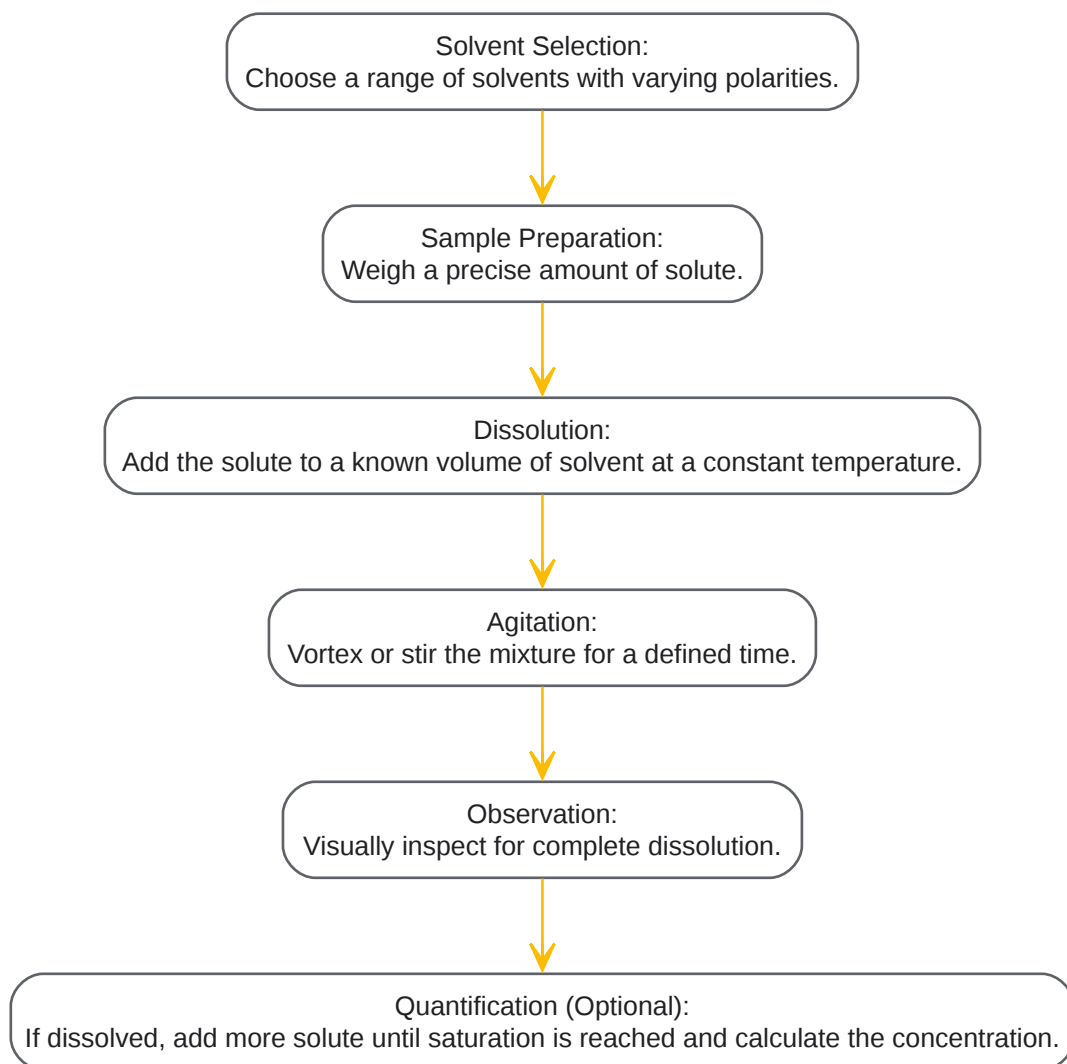 Solvent Selection:
Choose a range of solvents with varying polarities.
Sample Preparation:
Weigh a precise amount of solute.
Dissolution:
Add the solute to a known volume of solvent at a constant temperature.
Agitation:
Vortex or stir the mixture for a defined time.
Observation:
Visually inspect for complete dissolution.
Quantification (Optional):
If dissolved, add more solute until saturation is reached and calculate the concentration.